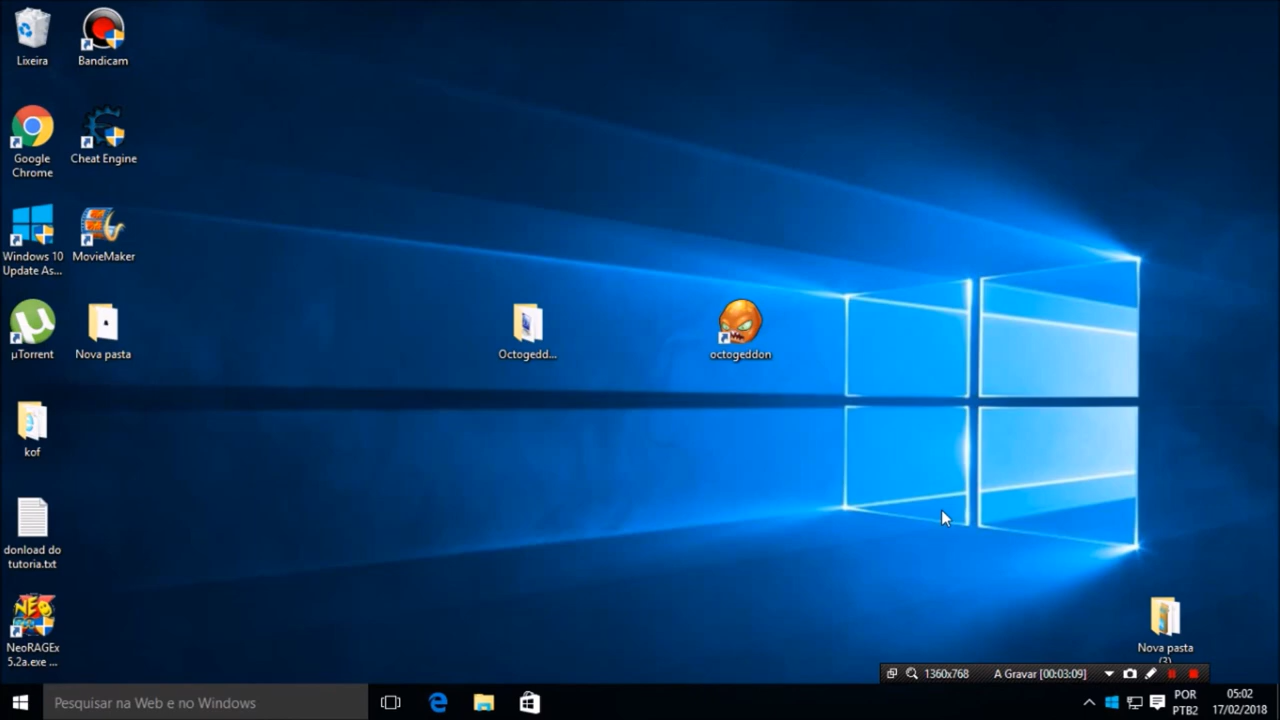 Lixeira
Bandicam
Google
Chrome
Cheat Engine
Windows 10
Update As...
MovieMaker
µTorrent
Nova pasta
Octogedd...
octogeddon
kof
donload do
tutoria.txt
NEO
NeoRAGEx
5.2a.exe ...
Nova pasta
(3)
1360x768
A Gravar [00:03:09]
Pesquisar na Web e no Windows
POR
PTB2
05:02
17/02/2018